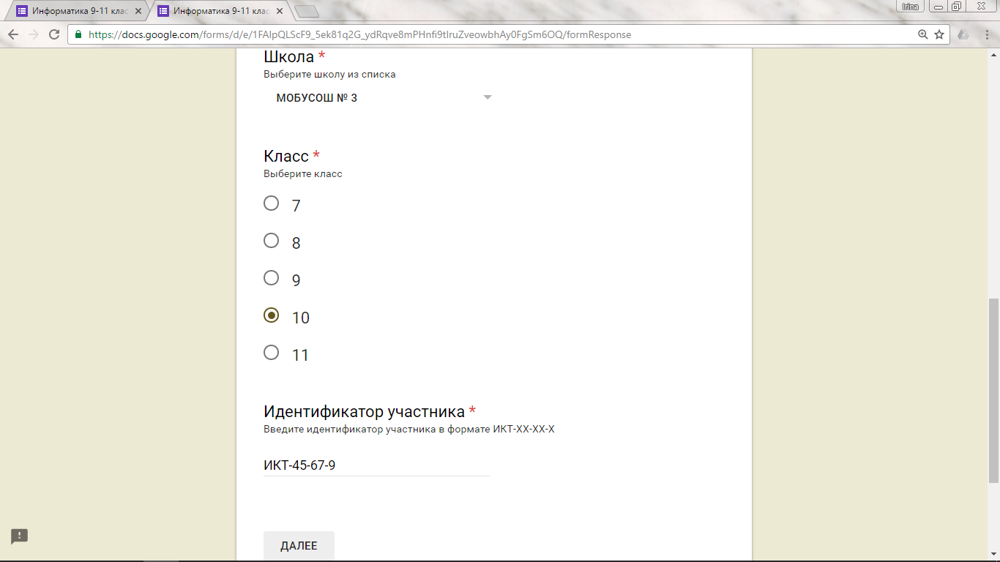 Информатика 9-11 клас
Информатика 9-11 клас
Irina
https://docs.google.com/forms/d/e/1FAIpQLScF9_5ek81q2G_ydRqve8mPHnfi9tIruZveowbhAy0FgSm6OQ/formResponse
Школа *
Выберите школу из списка
МОБУСОШ № 3
Класс *
Выберите класс
7
8
9
10
11
Идентификатор участника *
Введите идентификатор участника в формате ИКТ-ХХ-ХХ-Х
ИКТ-45-67-9
ДАЛЕЕ